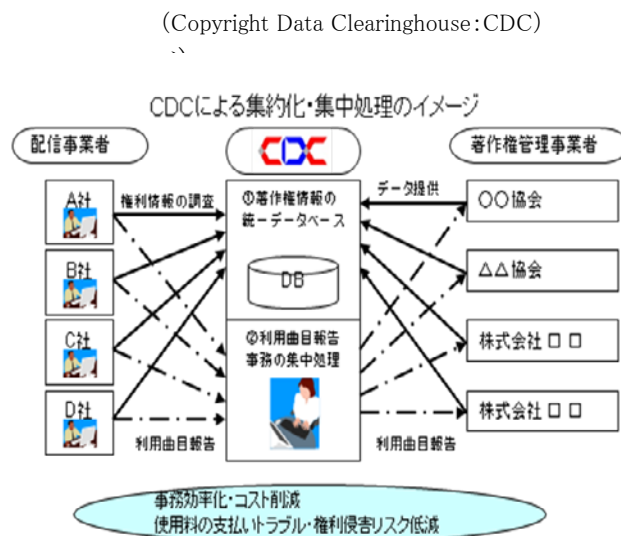 (Copyright Data Clearinghouse:CDC)
CDCによる集約化・集中処理のイメージ
配信事業者
CDC
著作権管理事業者
A社
権利情報の調査
①著作権情報の
統一データベース
データ提供
〇〇協会
B社
DB
△△協会
C社
②利用曲目報告
事務の集中処理
株式会社 ロ ロ
D社
株式会社 ロ ロ
利用曲目報告
利用曲目報告
事務効率化・コスト削減
使用料の支払いトラブル・権利侵害リスク低減